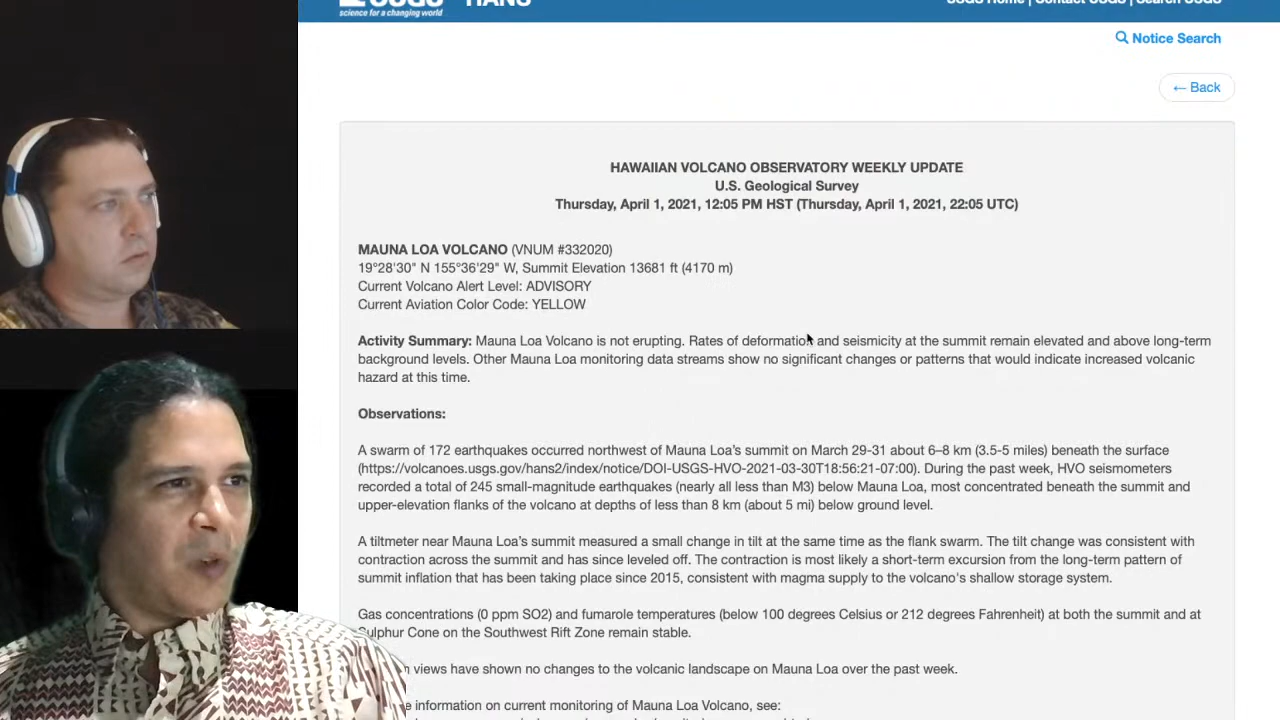 science for a changing world
Notice Search
← Back
HAWAIIAN VOLCANO OBSERVATORY WEEKLY UPDATE
U.S. Geological Survey
Thursday, April 1, 2021, 12:05 PM HST (Thursday, April 1, 2021, 22:05 UTC)
MAUNA LOA VOLCANO (VNUM #332020)
19°28'30" N 155°36'29" W, Summit Elevation 13681 ft (4170 m)
Current Volcano Alert Level: ADVISORY
Current Aviation Color Code: YELLOW
Activity Summary: Mauna Loa Volcano is not erupting. Rates of deformation and seismicity at the summit remain elevated and above long-term
background levels. Other Mauna Loa monitoring data streams show no significant changes or patterns that would indicate increased volcanic
hazard at this time.
Observations:
A swarm of 172 earthquakes occurred northwest of Mauna Loa's summit on March 29-31 about 6–8 km (3.5-5 miles) beneath the surface
(https://volcanoes.usgs.gov/hans2/index/notice/DOI-USGS-HVO-2021-03-30T18:56:21-07:00). During the past week, HVO seismometers
recorded a total of 245 small-magnitude earthquakes (nearly all less than M3) below Mauna Loa, most concentrated beneath the summit and
upper-elevation flanks of the volcano at depths of less than 8 km (about 5 mi) below ground level.
A tiltmeter near Mauna Loa's summit measured a small change in tilt at the same time as the flank swarm. The tilt change was consistent with
contraction across the summit and has since leveled off. The contraction is most likely a short-term excursion from the long-term pattern of
summit inflation that has been taking place since 2015, consistent with magma supply to the volcano's shallow storage system.
Gas concentrations (0 ppm SO2) and fumarole temperatures (below 100 degrees Celsius or 212 degrees Fahrenheit) at both the summit and at
Sulphur Cone on the Southwest Rift Zone remain stable.
views have shown no changes to the volcanic landscape on Mauna Loa over the past week.
information on current monitoring of Mauna Loa Volcano, see: